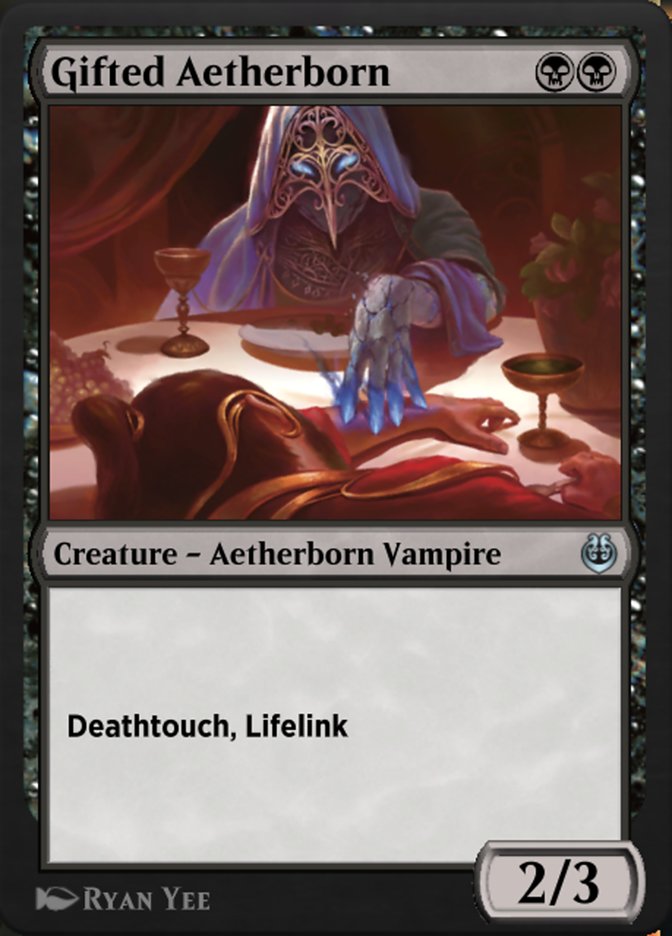 Gifted Aetherborn
Creature – Aetherborn Vampire
Deathtouch, Lifelink
2/3
Ryan Yee